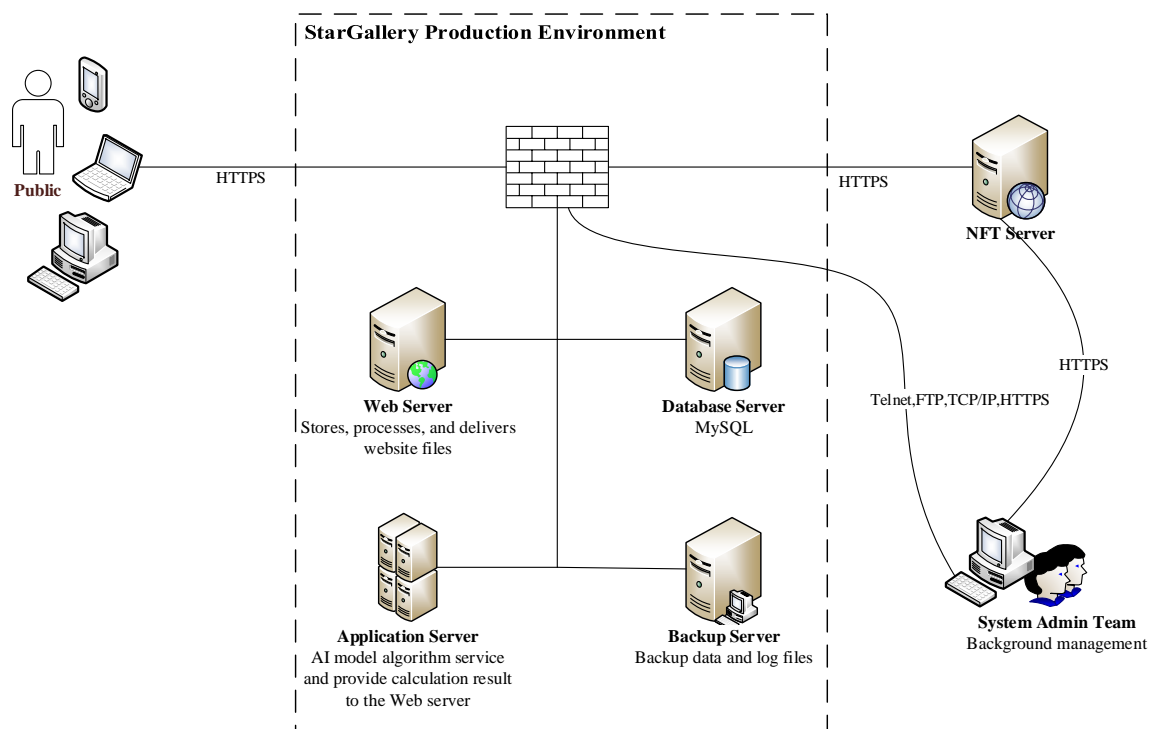 StarGallery Production Environment
Public
HTTPS
HTTPS
NFT Server
HTTPS
Telnet,FTP,TCP/IP,HTTPS
Web Server
Stores, processes, and delivers
website files
Database Server
MySQL
Application Server
AI model algorithm service
and provide calculation result
to the Web server
Backup Server
Backup data and log files
System Admin Team
Background management